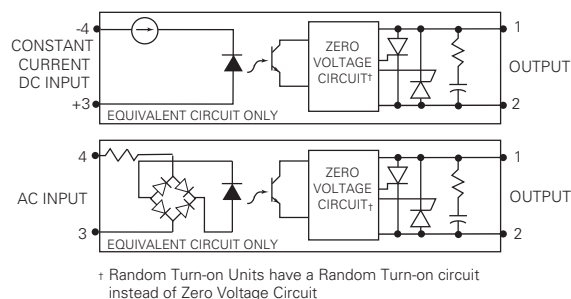 -4
CONSTANT
CURRENT
DC INPUT
+3
EQUIVALENT CIRCUIT ONLY
ZERO
VOLTAGE
CIRCUIT†
1
OUTPUT
2
4
AC INPUT
3
EQUIVALENT CIRCUIT ONLY
ZERO
VOLTAGE
CIRCUIT†
1
OUTPUT
2
† Random Turn-on Units have a Random Turn-on circuit
instead of Zero Voltage Circuit